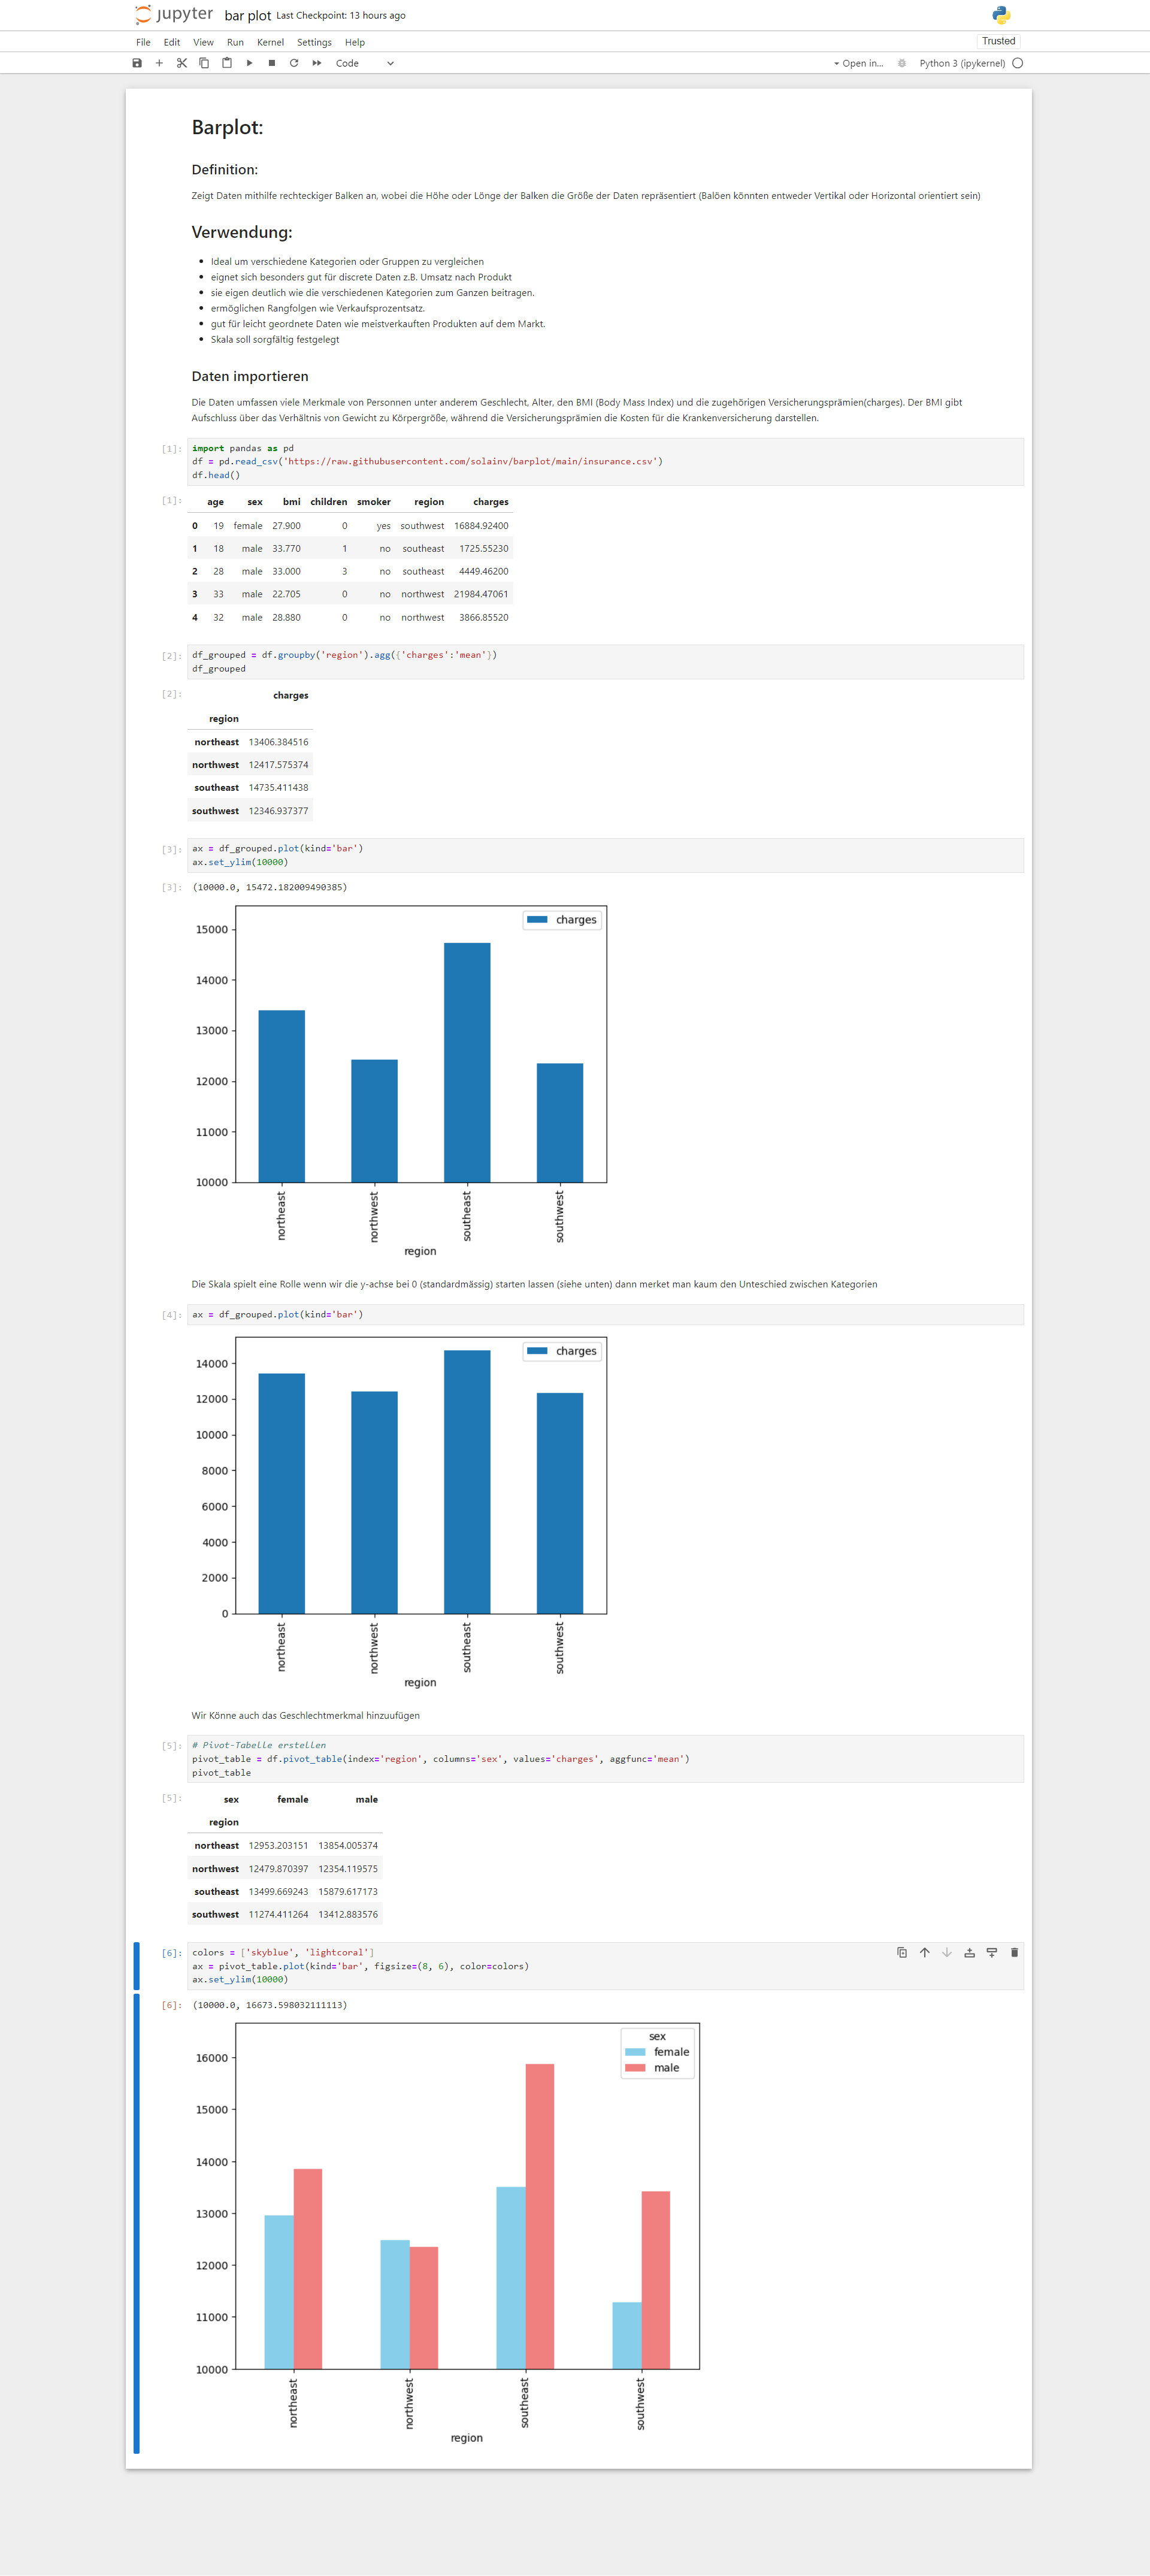 jupyter bar plot Last Checkpoint: 13 hours ago
File Edit View Run Kernel Settings Help Trusted
Code Open in... Python 3 (ipykernel)
Barplot:
Definition:
Zeigt Daten mithilfe rechteckiger Balken an, wobei die Höhe oder Lönge der Balken die Größe der Daten repräsentiert (Balöen könnten entweder Vertikal oder Horizontal orientiert sein)
Verwendung:
• Ideal um verschiedene Kategorien oder Gruppen zu vergleichen
• eignet sich besonders gut für discrete Daten z.B. Umsatz nach Produkt
• sie eigen deutlich wie die verschiedenen Kategorien zum Ganzen beitragen.
• ermöglichen Rangfolgen wie Verkaufsprozentsatz.
• gut für leicht geordnete Daten wie meistverkauften Produkten auf dem Markt.
• Skala soll sorgfältig festgelegt
Daten importieren
Die Daten umfassen viele Merkmale von Personnen unter anderem Geschlecht, Alter, den BMI (Body Mass Index) und die zugehörigen Versicherungsprämien(charges). Der BMI gibt
Aufschluss über das Verhältnis von Gewicht zu Körpergröße, während die Versicherungsprämien die Kosten für die Krankenversicherung darstellen.
[1]: import pandas as pd
df = pd.read_csv('https://raw.githubusercontent.com/solainv/barplot/main/insurance.csv')
df.head()
[1]: age sex bmi children smoker region charges
0 19 female 27.900 0 yes southwest 16884.92400
1 18 male 33.770 1 no southeast 1725.55230
2 28 male 33.000 3 no southeast 4449.46200
3 33 male 22.705 0 no northwest 21984.47061
4 32 male 28.880 0 no northwest 3866.85520
[2]: df_grouped = df.groupby('region').agg({'charges':'mean'})
df_grouped
[2]: charges
region
northeast 13406.384516
northwest 12417.575374
southeast 14735.411438
southwest 12346.937377
[3]: ax = df_grouped.plot(kind='bar')
ax.set_ylim(10000)
[3]: (10000.0, 15472.182009490385)
charges
15000
14000
13000
12000
11000
10000
northeast northwest southeast southwest
region
Die Skala spielt eine Rolle wenn wir die y-achse bei 0 (standardmässig) starten lassen (siehe unten) dann merket man kaum den Unteschied zwischen Kategorien
[4]: ax = df_grouped.plot(kind='bar')
charges
14000
12000
10000
8000
6000
4000
2000
0
northeast northwest southeast southwest
region
Wir Könne auch das Geschlechtmerkmal hinzuufügen
[5]: # Pivot-Tabelle erstellen
pivot_table = df.pivot_table(index='region', columns='sex', values='charges', aggfunc='mean')
pivot_table
[5]: sex female male
region
northeast 12953.203151 13854.005374
northwest 12479.870397 12354.119575
southeast 13499.669243 15879.617173
southwest 11274.411264 13412.883576
[6]: colors = ['skyblue', 'lightcoral']
ax = pivot_table.plot(kind='bar', figsize=(8, 6), color=colors)
ax.set_ylim(10000)
[6]: (10000.0, 16673.598032111113)
sex
female
male
16000
15000
14000
13000
12000
11000
10000
northeast northwest southeast southwest
region